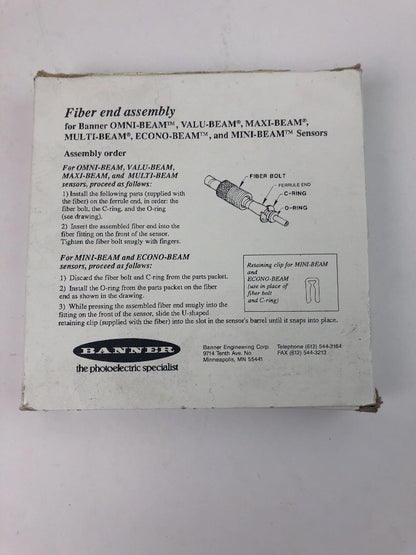 Fiber end assembly
for Banner OMNI-BEAM™, VALU-BEAM®, MAXI-BEAM®,
MULTI-BEAM®, ECONO-BEAM™, and MINI-BEAM™ Sensors
Assembly order
For OMNI-BEAM, VALU-BEAM,
MAXI-BEAM, and MULTI-BEAM
sensors, proceed as follows:
1) Install the following parts (supplied with
the fiber) on the ferrule end, in order: the
fiber bolt, the C-ring, and the O-ring
(see drawing).
2) Insert the assembled fiber end into the
fiber fitting on the front of the sensor.
Tighten the fiber bolt snugly with fingers.
FIBER BOLT
FERRULE END
C-RING
O-RING
For MINI-BEAM and ECONO-BEAM
sensors, proceed as follows:
1) Discard the fiber bolt and C-ring from the parts packet.
2) Install the O-ring from the parts packet on the fiber
end as shown in the drawing.
3) While pressing the assembled fiber end snugly into the
fitting on the front of the sensor, slide the U-shaped
retaining clip (supplied with the fiber) into the slot in the sensor's barrel until it snaps into place.
Retaining clip for MINI-BEAM
and
ECONO-BEAM
(use in place of
fiber bolt
and C-ring)
BANNER
the photoelectric specialist
Banner Engineering Corp.
9714 Tenth Ave. No.
Minneapolis, MN 55441
Telephone (612) 544-3164
FAX (612) 544-3213